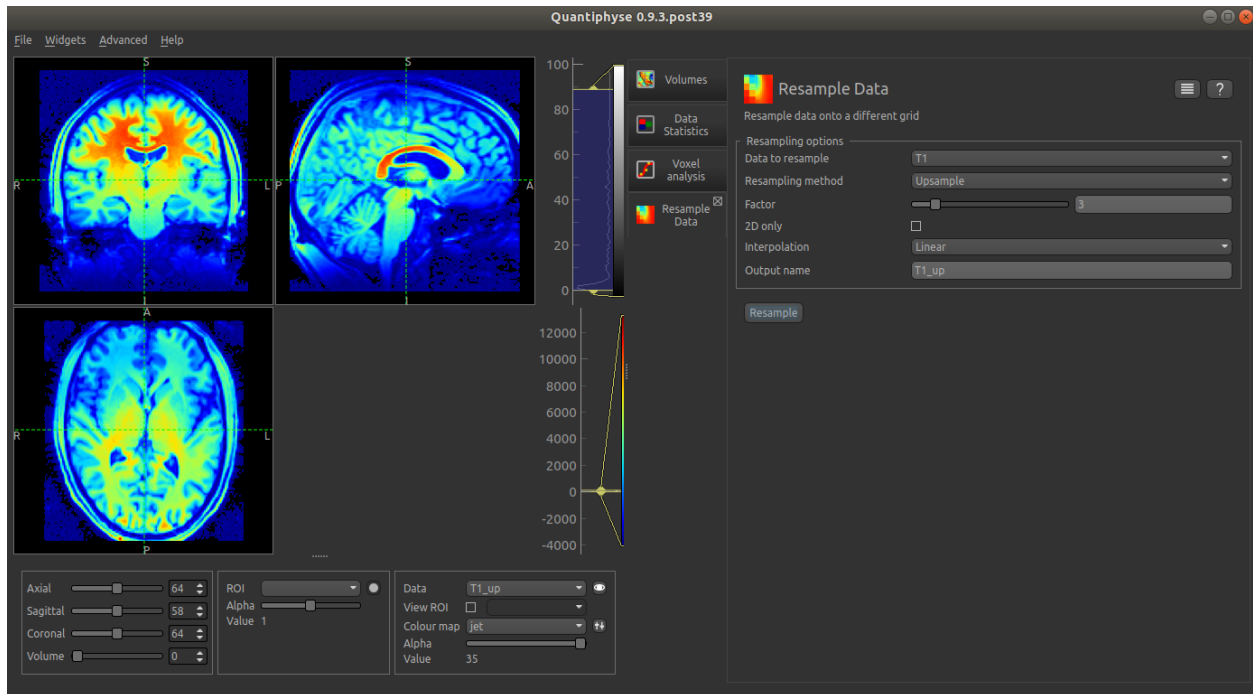 Quantiphyse 0.9.3.post39
File Widgets Advanced Help
S
R
L
I
S
P
A
I
A
R
L
P
100
80
60
40
20
0
12000
10000
8000
6000
4000
2000
0
-2000
-4000
Volumes
Data
Statistics
Voxel
analysis
Resample
Data
Resample Data
?
Resample data onto a different grid
Resampling options
Data to resample T1
Resampling method Upsample
Factor 3
2D only
Interpolation Linear
Output name T1_up
Resample
Axial 64
Sagittal 58
Coronal 64
Volume 0
ROI
Alpha
Value 1
Data T1_up
View ROI
Colour map jet
Alpha
Value 35